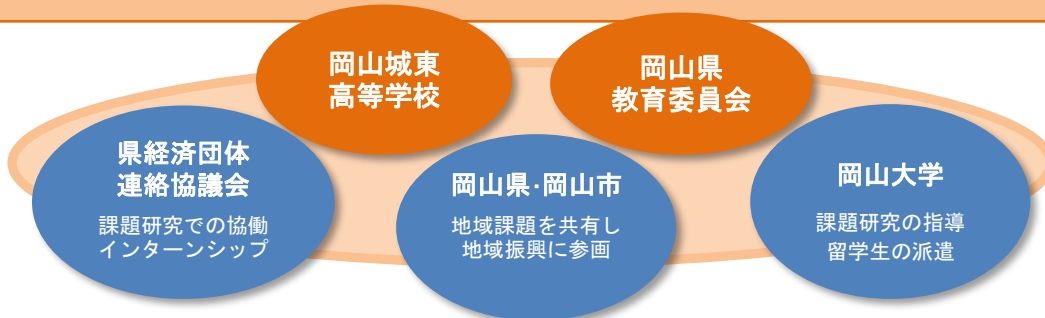 岡山城東
高等学校
岡山県
教育委員会
県経済団体
連絡協議会
課題研究での協働
インターンシップ
岡山県・岡山市
地域課題を共有し
地域振興に参画
岡山大学
課題研究の指導
留学生の派遣